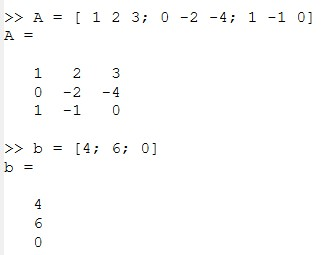 >> A = [ 1 2 3; 0 -2 -4; 1 -1 0]
A =
1 2 3
0 -2 -4
1 -1 0
>> b = [4; 6; 0]
b =
4
6
0